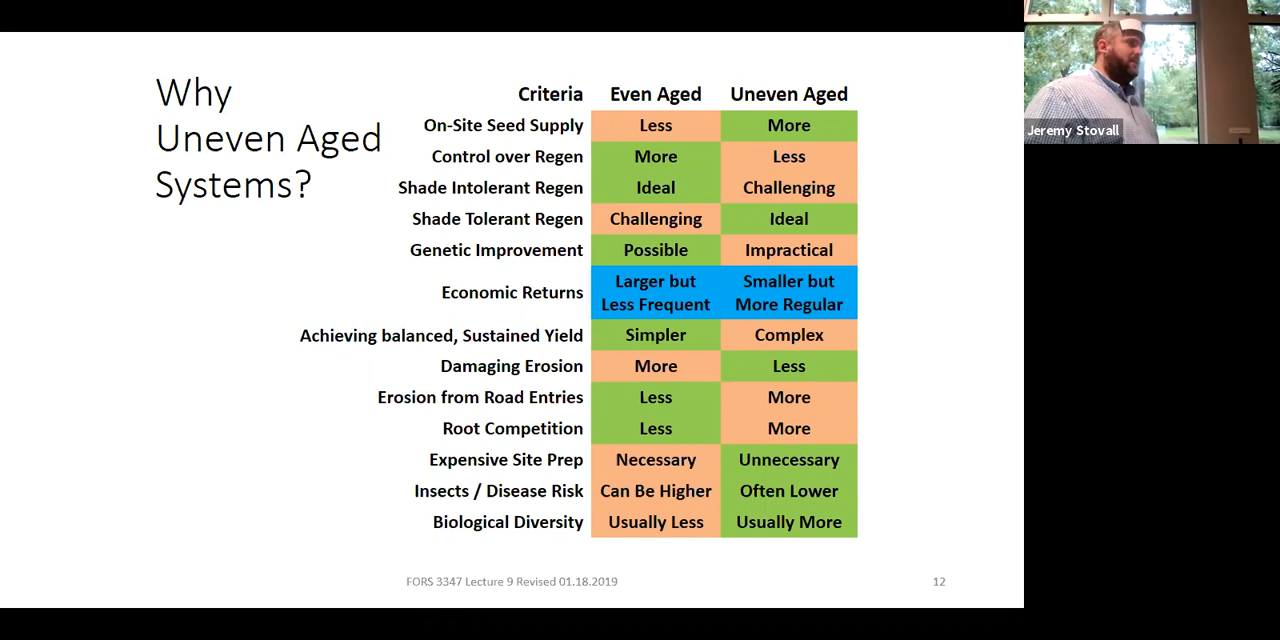 Why
Uneven Aged
Systems?
Criteria Even Aged Uneven Aged
On-Site Seed Supply Less More
Control over Regen More Less
Shade Intolerant Regen Ideal Challenging
Shade Tolerant Regen Challenging Ideal
Genetic Improvement Possible Impractical
Economic Returns Larger but Less Frequent Smaller but More Regular
Achieving balanced, Sustained Yield Simpler Complex
Damaging Erosion More Less
Erosion from Road Entries Less More
Root Competition Less More
Expensive Site Prep Necessary Unnecessary
Insects / Disease Risk Can Be Higher Often Lower
Biological Diversity Usually Less Usually More
FORS 3347 Lecture 9 Revised 01.18.2019 12
Jeremy Stovall